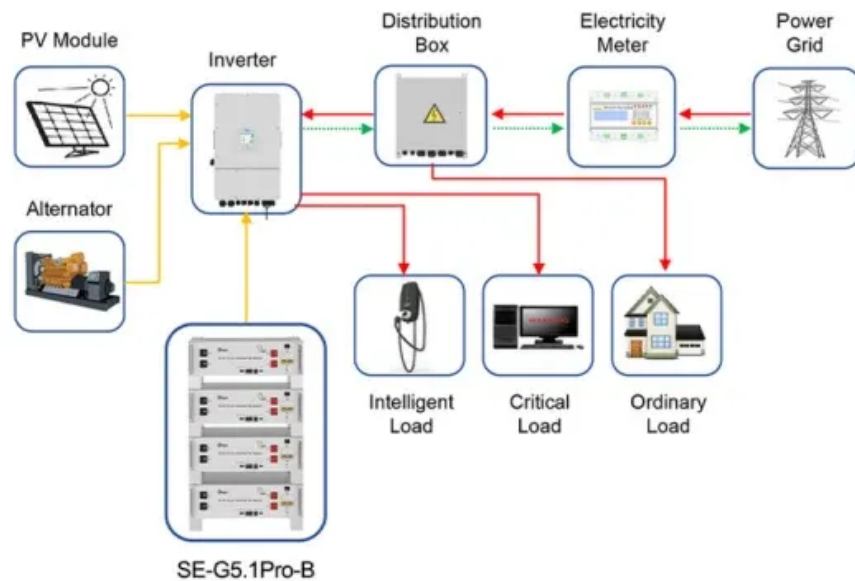 PV Module
Inverter
Distribution
Box
Electricity
Meter
Power
Grid
Alternator
Intelligent
Load
Critical
Load
Ordinary
Load
SE-G5.1Pro-B